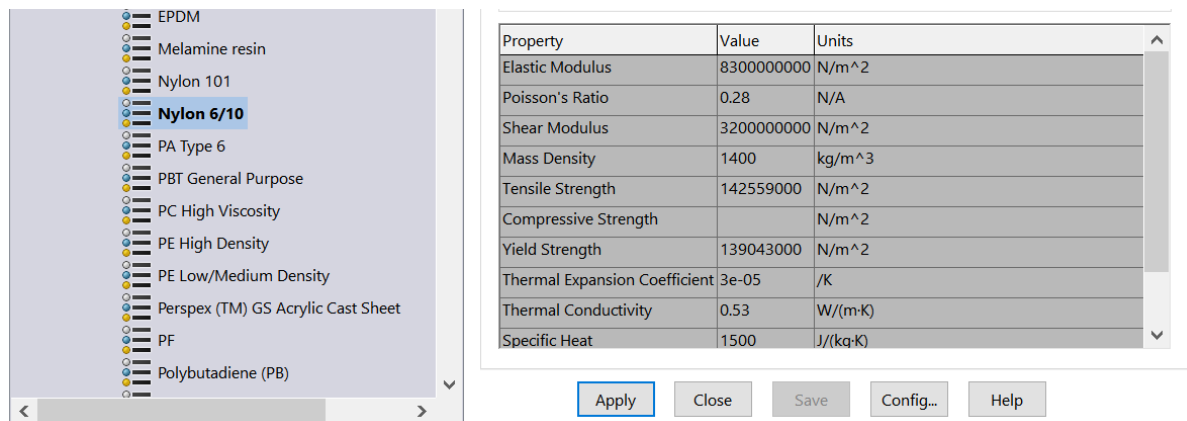 EPDM
Melamine resin
Nylon 101
Nylon 6/10
PA Type 6
PBT General Purpose
PC High Viscosity
PE High Density
PE Low/Medium Density
Perspex (TM) GS Acrylic Cast Sheet
PF
Polybutadiene (PB)
Property Value Units
Elastic Modulus 8300000000 N/m^2
Poisson's Ratio 0.28 N/A
Shear Modulus 3200000000 N/m^2
Mass Density 1400 kg/m^3
Tensile Strength 142559000 N/m^2
Compressive Strength N/m^2
Yield Strength 139043000 N/m^2
Thermal Expansion Coefficient 3e-05 /K
Thermal Conductivity 0.53 W/(m·K)
Specific Heat 1500 J/(kg·K)
Apply Close Save Config... Help